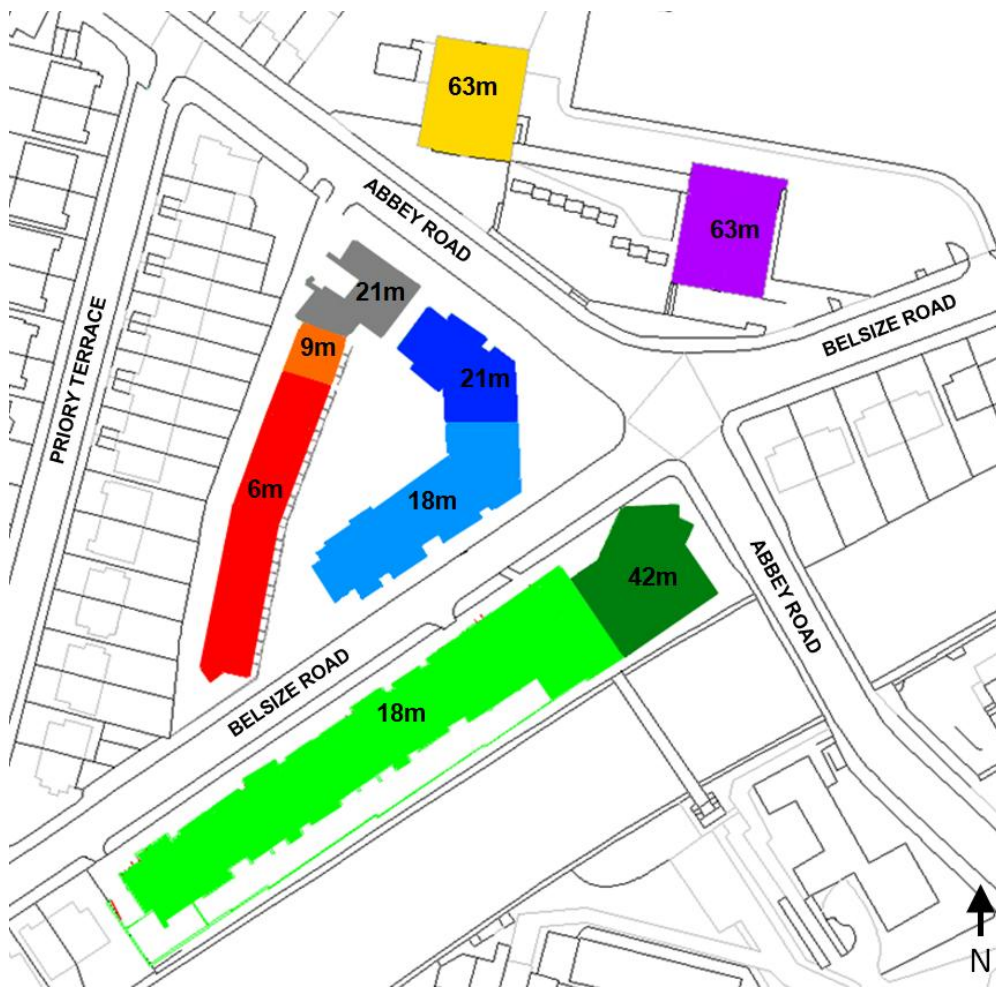 63m
ABBEY ROAD
63m
21m
BELSIZE ROAD
9m
PRIORY TERRACE
21m
6m
18m
42m
ABBEY ROAD
BELSIZE ROAD
18m
N